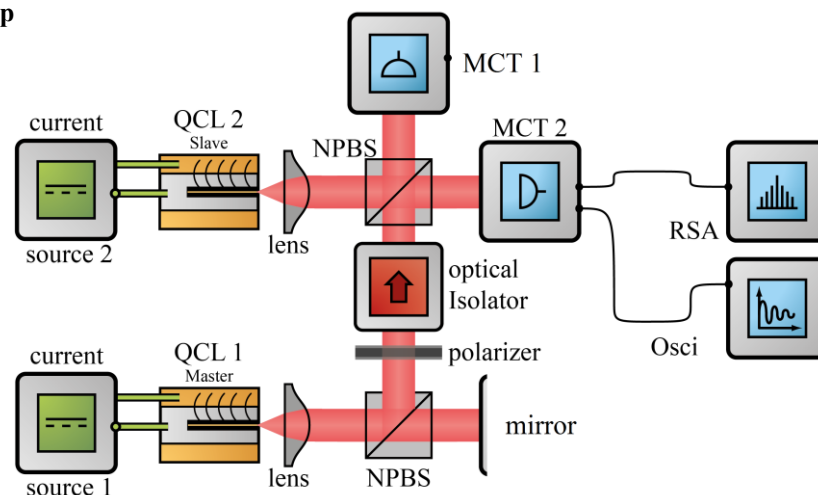 p
MCT 1
current
QCL 2
Slave
NPBS
MCT 2
source 2
lens
RSA
optical
Isolator
Osci
polarizer
current
QCL 1
Master
mirror
source 1
lens
NPBS